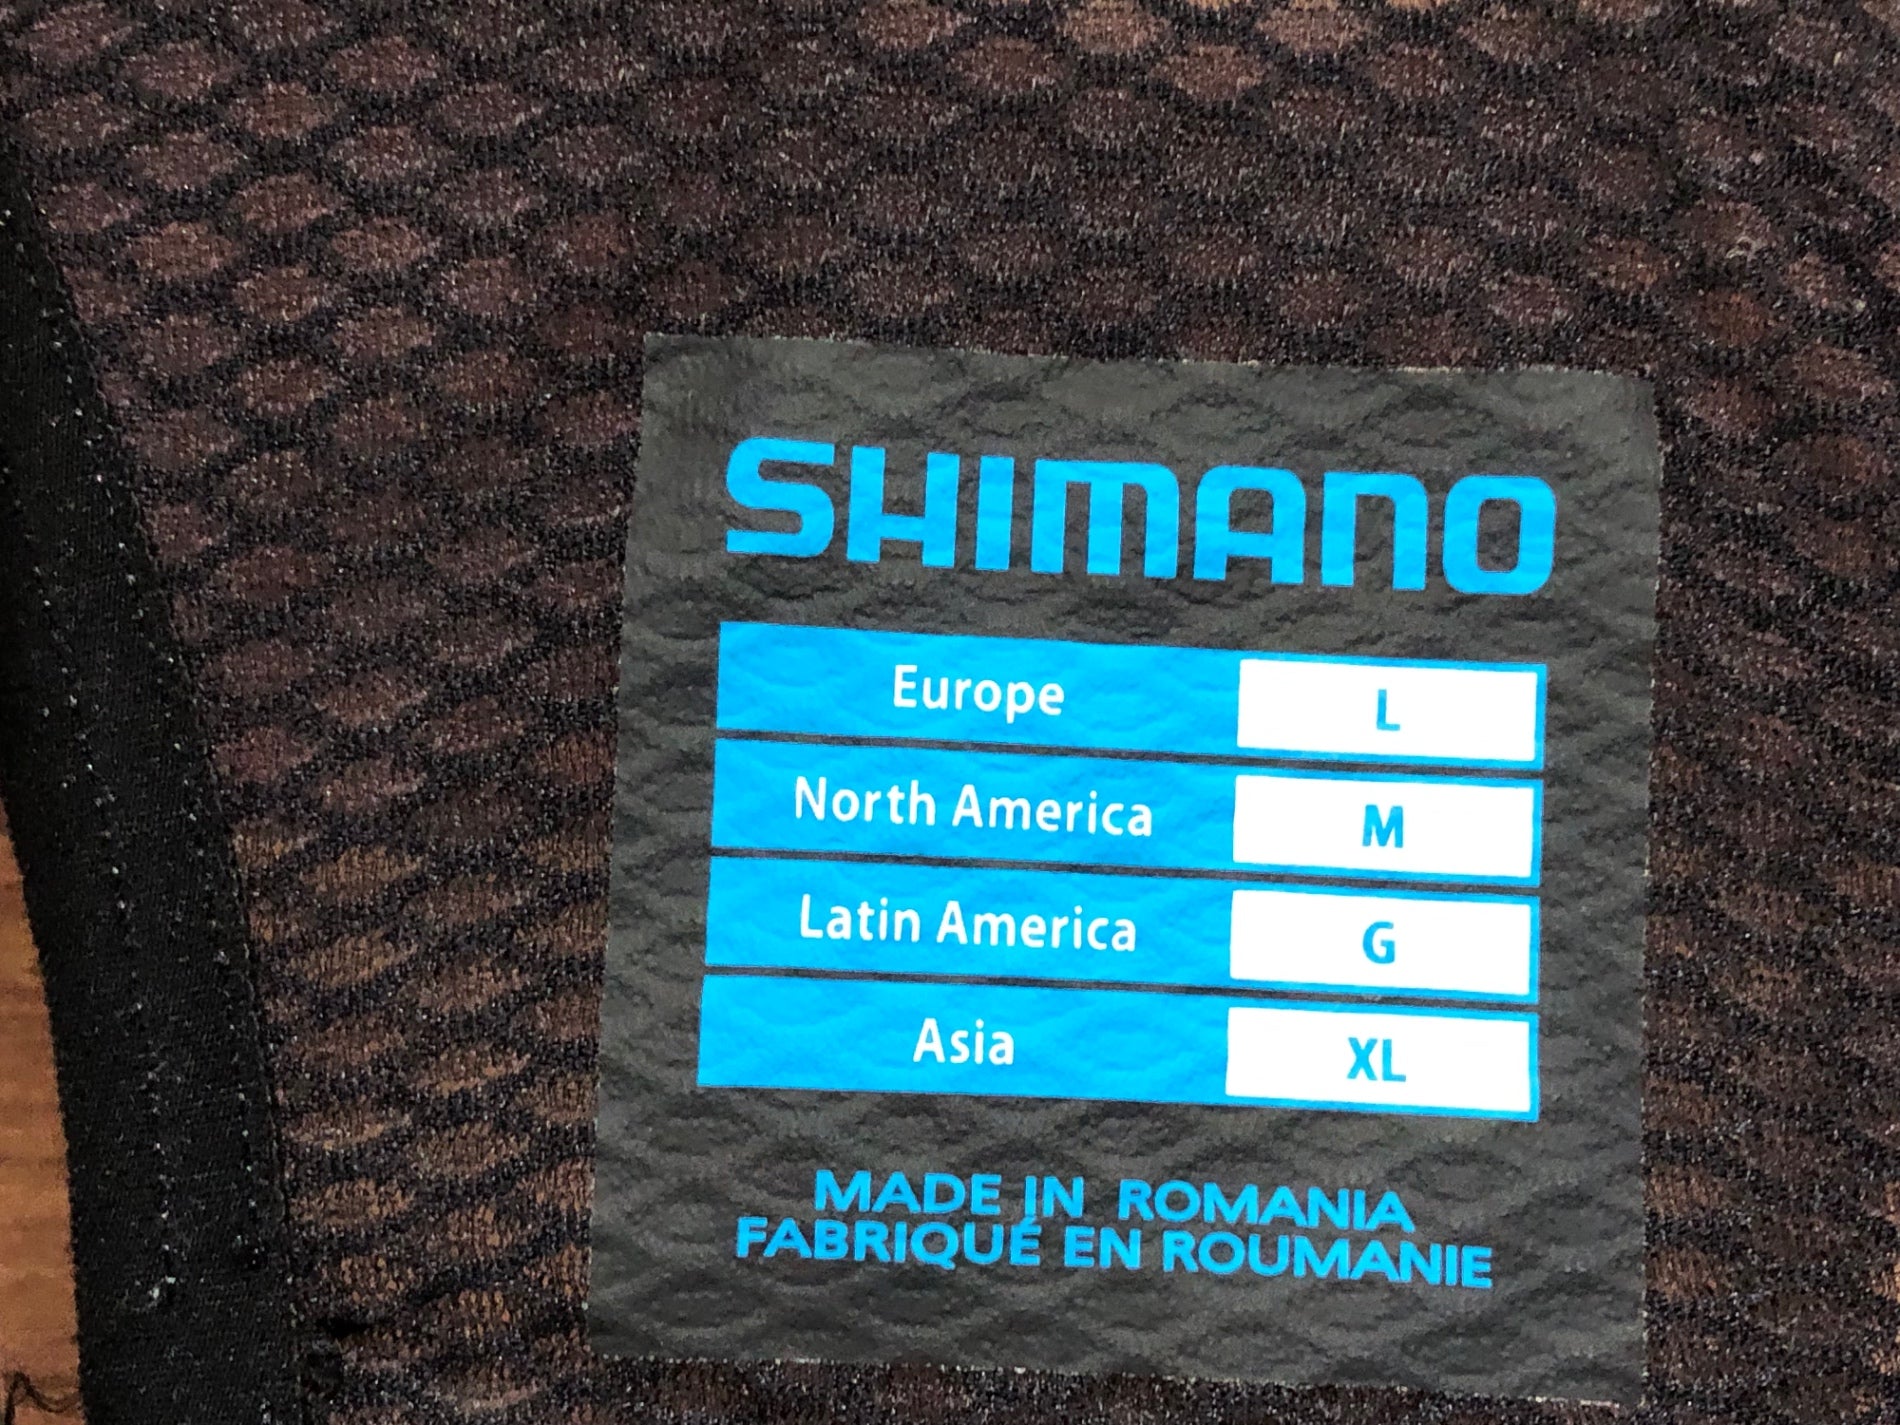 SHIMANO
Europe L
North America M
Latin America G
Asia XL
MADE IN ROMANIA
FABRIQUÉ EN ROUMANIE